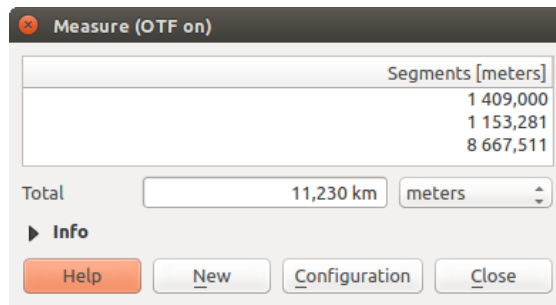 Measure (OTF on)
Segments [meters]
1 409,000
1 153,281
8 667,511
Total 11,230 km meters
Info
Help New Configuration Close